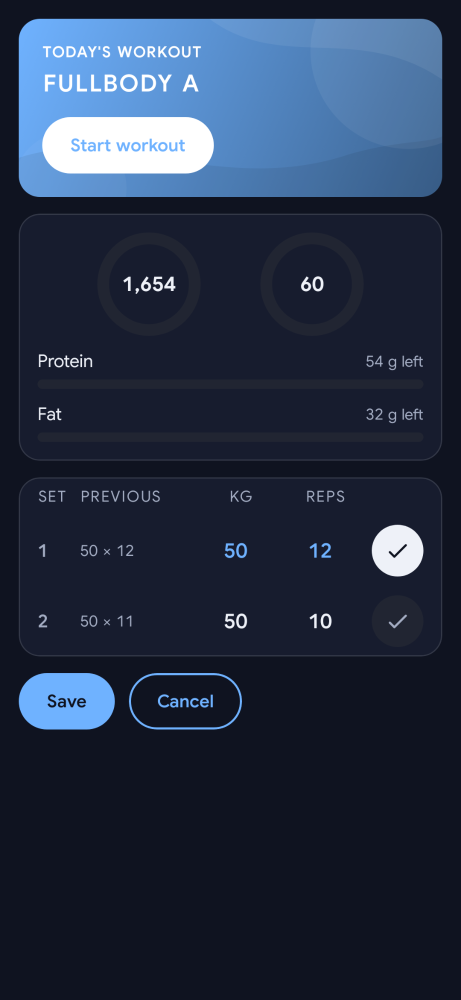 TODAY'S WORKOUT
FULLBODY A
Start workout
1,654
60
Protein 54 g left
Fat 32 g left
SET PREVIOUS KG REPS
1 50 × 12 50 12
2 50 × 11 50 10
Save Cancel